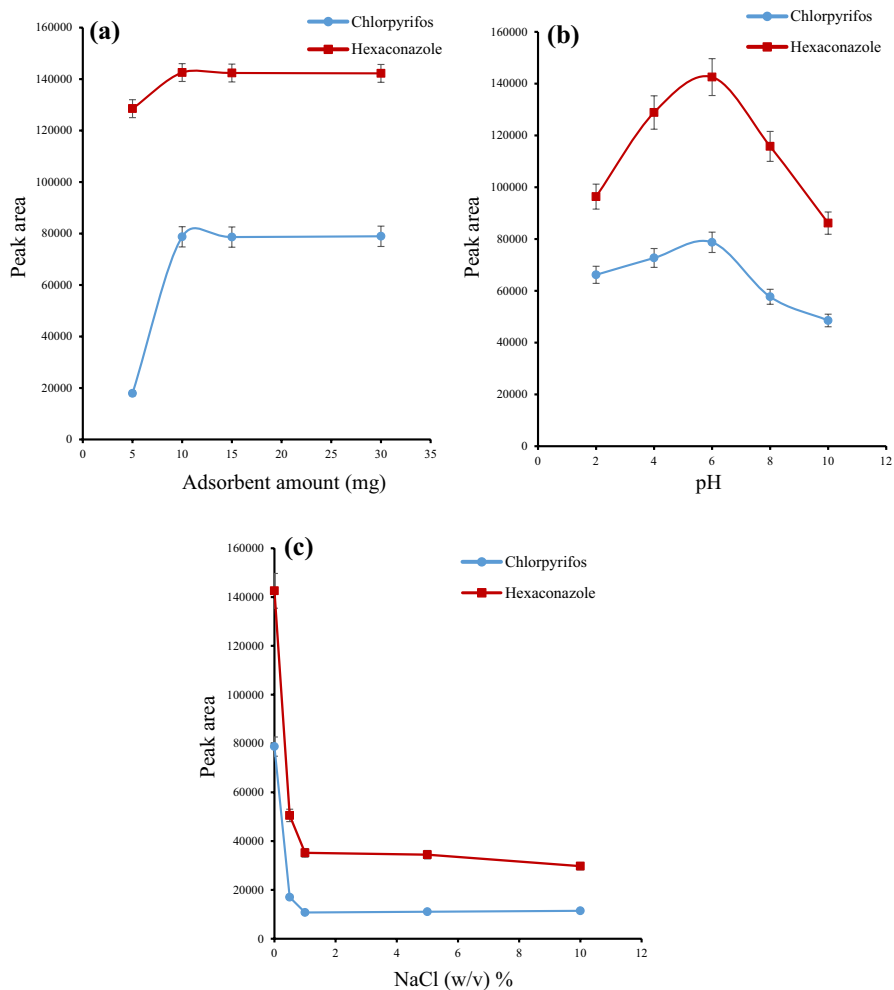 (a)
Chlorpyrifos
Hexaconazole
160000
140000
120000
100000
80000
60000
40000
20000
0
Peak area
0 5 10 15 20 25 30 35
Adsorbent amount (mg)
(b)
Chlorpyrifos
Hexaconazole
160000
140000
120000
100000
80000
60000
40000
20000
0
Peak area
0 2 4 6 8 10 12
pH
(c)
Chlorpyrifos
Hexaconazole
160000
140000
120000
100000
80000
60000
40000
20000
0
Peak area
0 2 4 6 8 10 12
NaCl (w/v) %